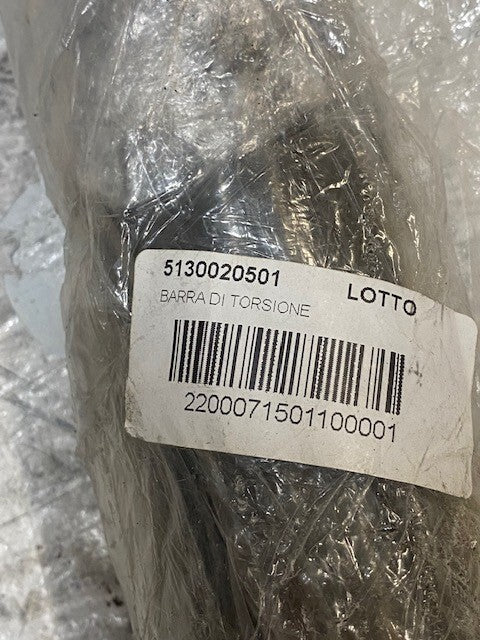 5130020501 LOTTO
BARRA DI TORSIONE
2200071501100001